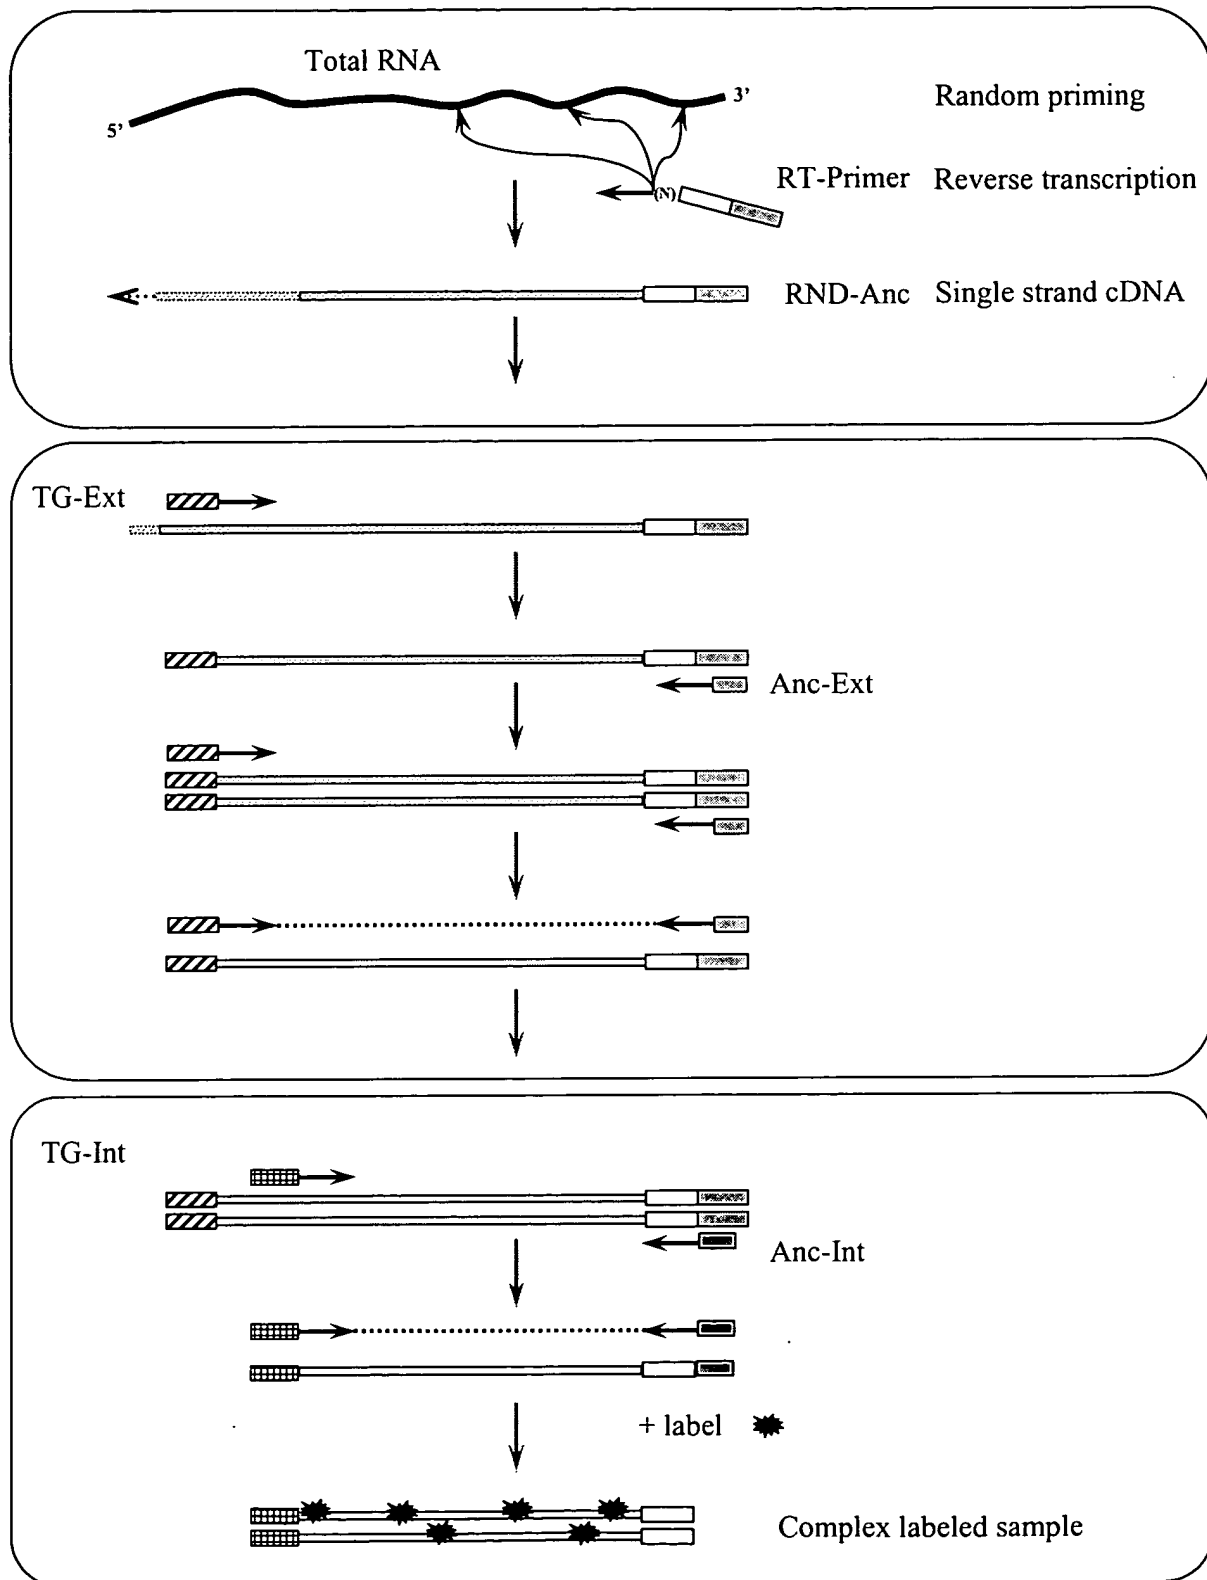 Total RNA
5’
3’
Random priming
(N)
RT-Primer
Reverse transcription
RND-Anc
Single strand cDNA
TG-Ext
Anc-Ext
TG-Int
Anc-Int
+ label
Complex labeled sample